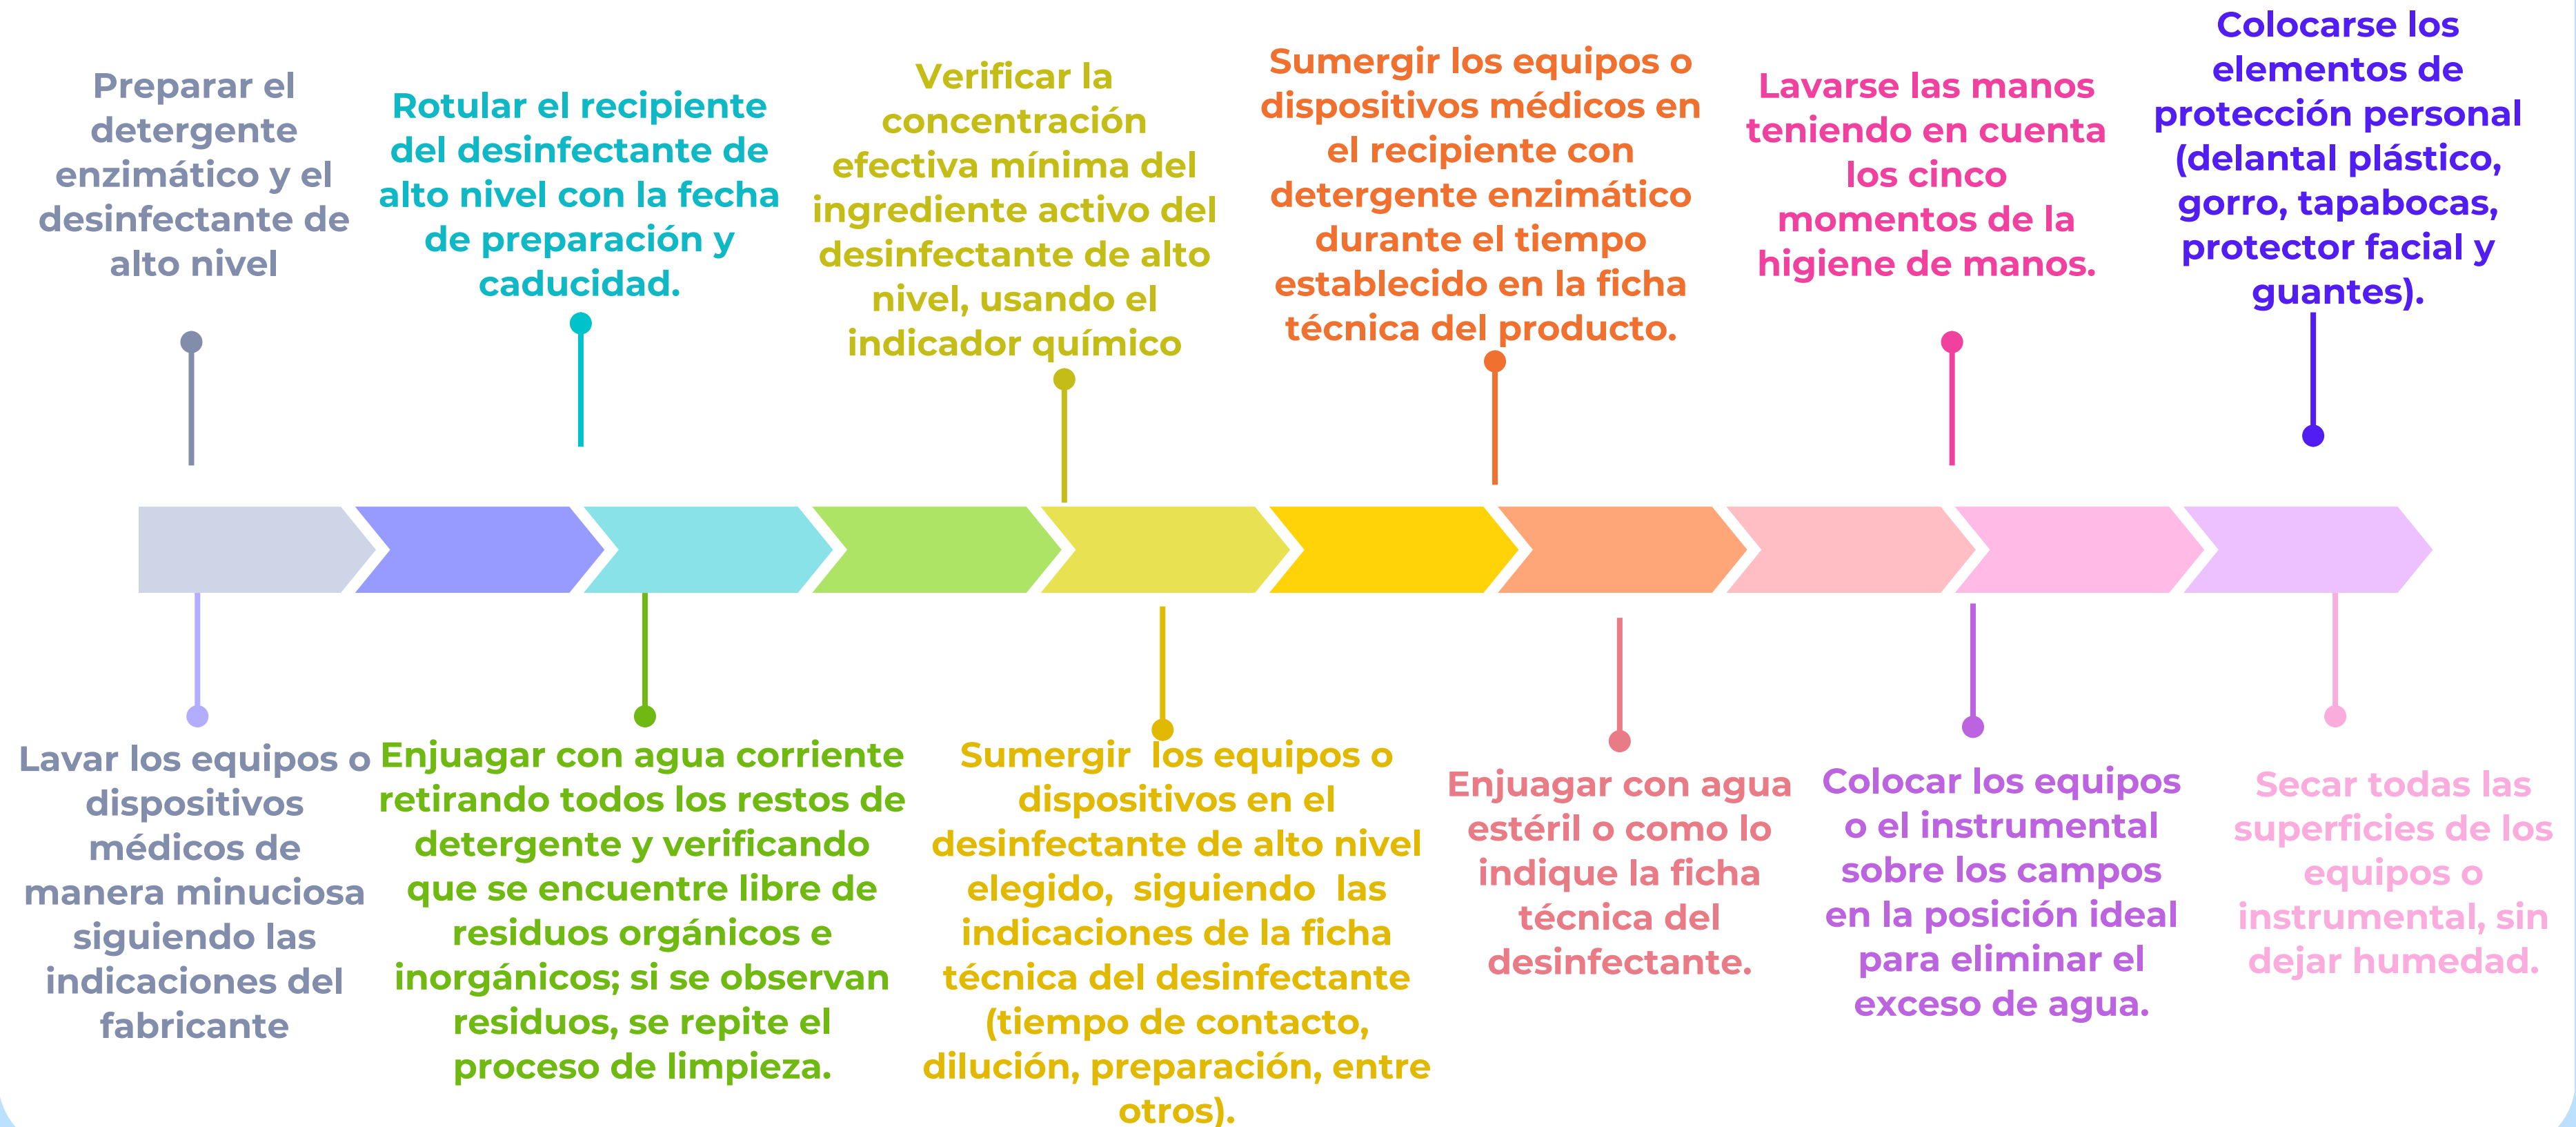 Preparar el
detergente
enzimático y el
desinfectante de
alto nivel
Rotular el recipiente
del desinfectante de
alto nivel con la fecha
de preparación y
caducidad.
Verificar la
concentración
efectiva mínima del
ingrediente activo del
desinfectante de alto
nivel, usando el
indicador químico
Sumergir los equipos o
dispositivos médicos en
el recipiente con
detergente enzimático
durante el tiempo
establecido en la ficha
técnica del producto.
Lavarse las manos
teniendo en cuenta
los cinco
momentos de la
higiene de manos.
Colocarse los
elementos de
protección personal
(delantal plástico,
gorro, tapabocas,
protector facial y
guantes).
Lavar los equipos o
dispositivos
médicos de
manera minuciosa
siguiendo las
indicaciones del
fabricante
Enjuagar con agua corriente
retirando todos los restos de
detergente y verificando
que se encuentre libre de
residuos orgánicos e
inorgánicos; si se observan
residuos, se repite el
proceso de limpieza.
Sumergir los equipos o
dispositivos en el
desinfectante de alto nivel
elegido, siguiendo las
indicaciones de la ficha
técnica del desinfectante
(tiempo de contacto,
dilución, preparación, entre
otros).
Enjuagar con agua
estéril o como lo
indique la ficha
técnica del
desinfectante.
Colocar los equipos
o el instrumental
sobre los campos
en la posición ideal
para eliminar el
exceso de agua.
Secar todas las
superficies de los
equipos o
instrumental, sin
dejar humedad.